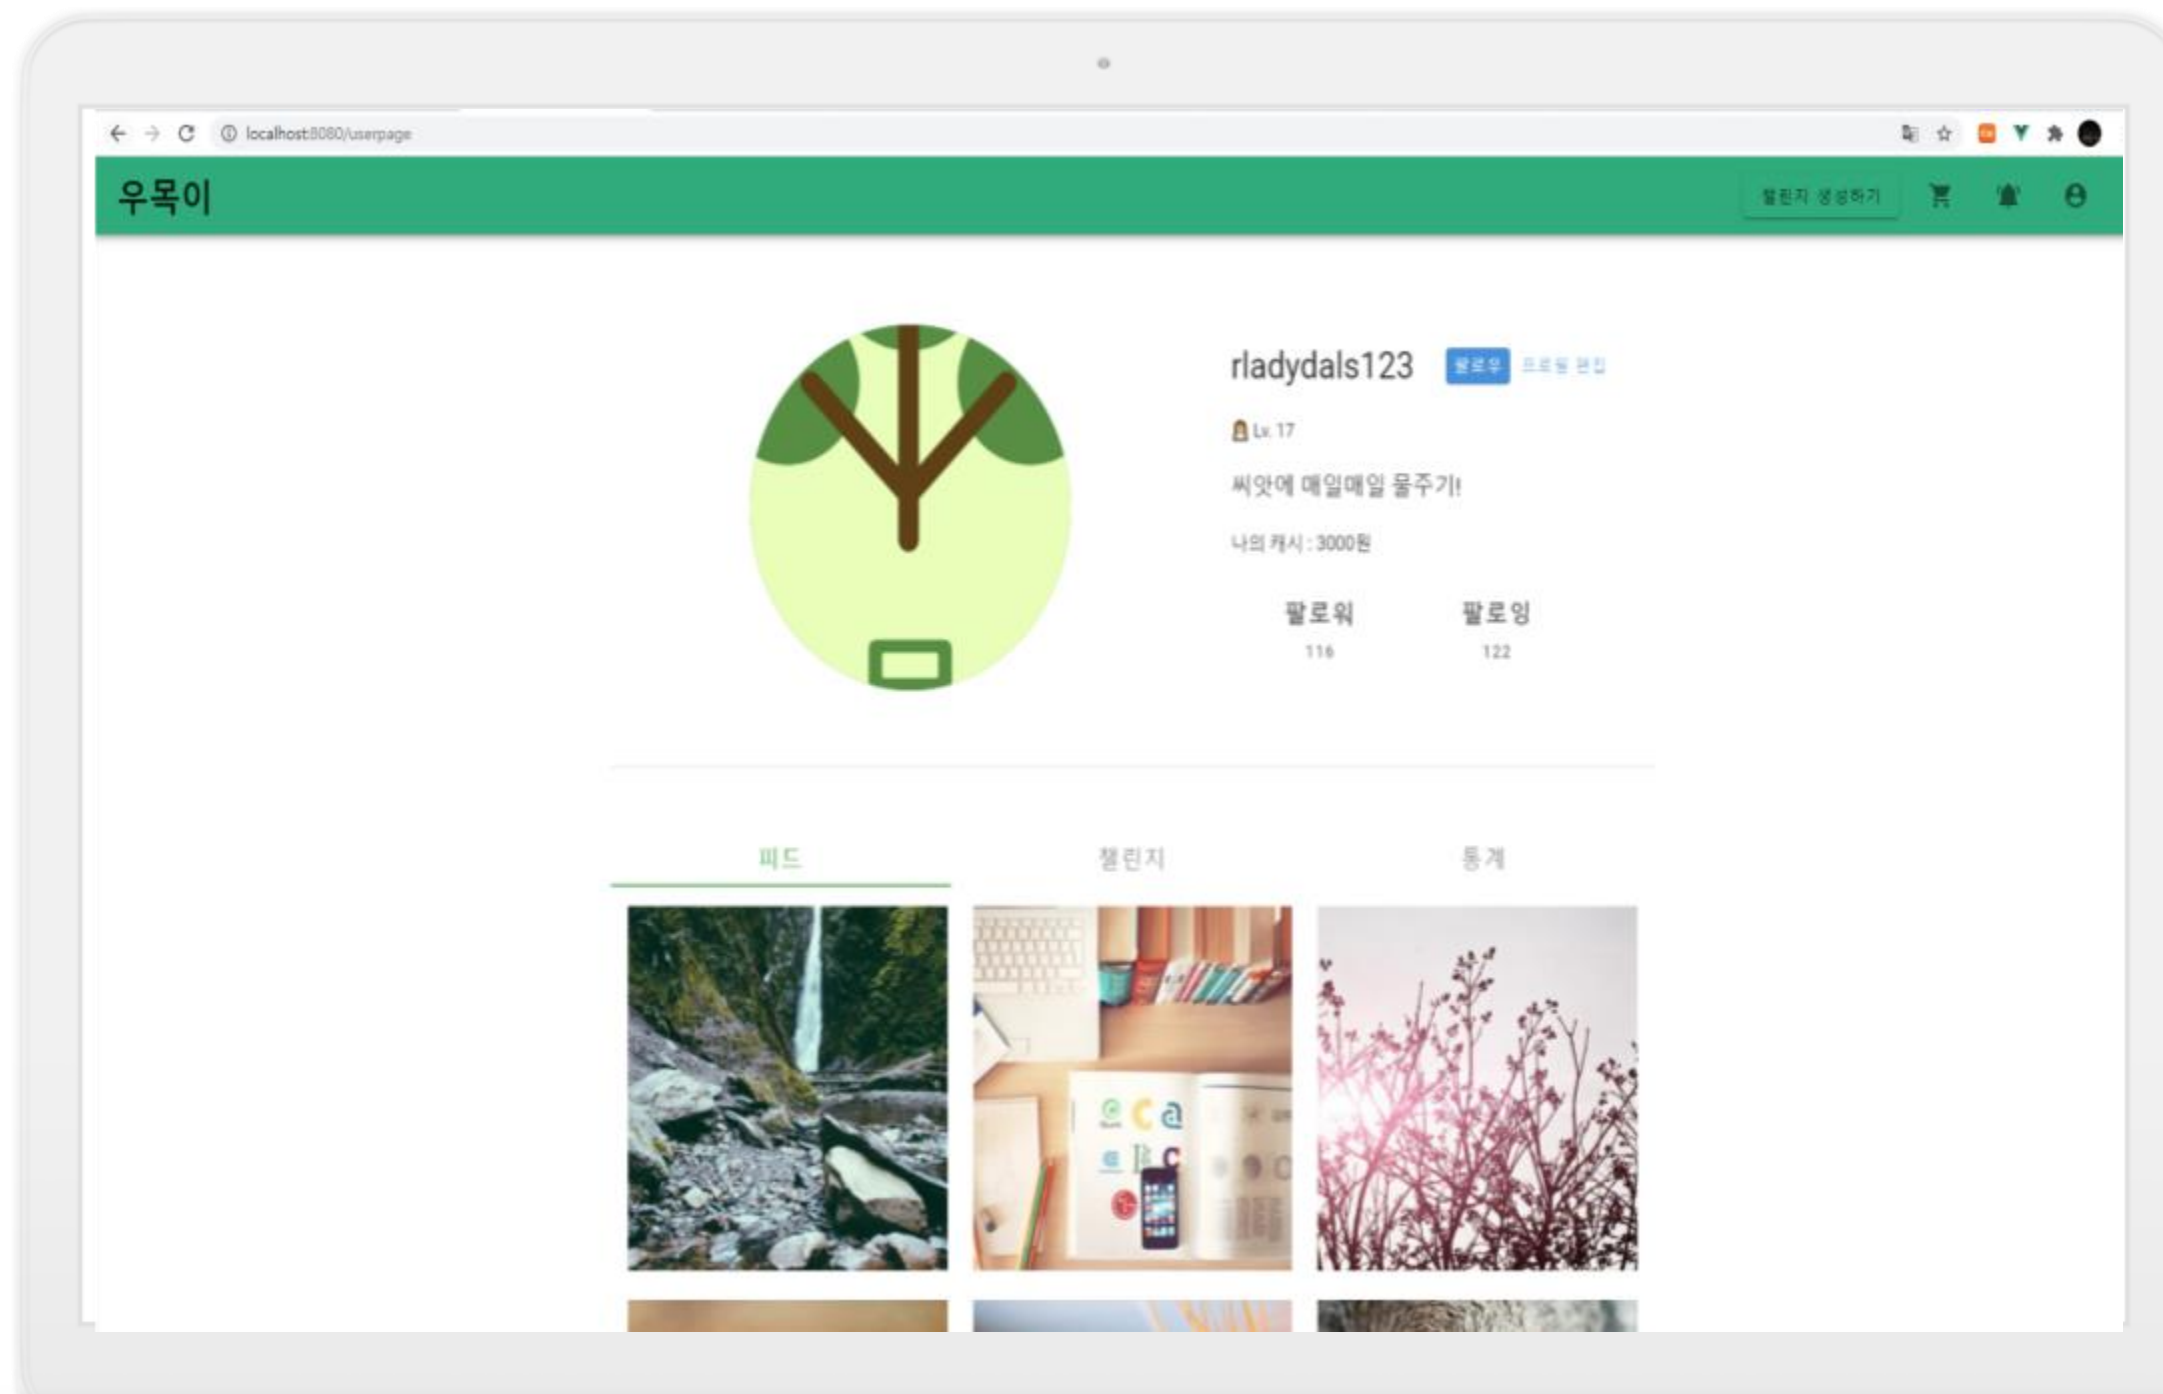 localhost:8080/userpage
우목이
챌린지 생성하기
rladydals123 팔로우 프로필 편집
Lv. 17
씨앗에 매일매일 물주기!
나의 캐시 : 3000원
팔로워 팔로잉
116 122
피드 챌린지 통계